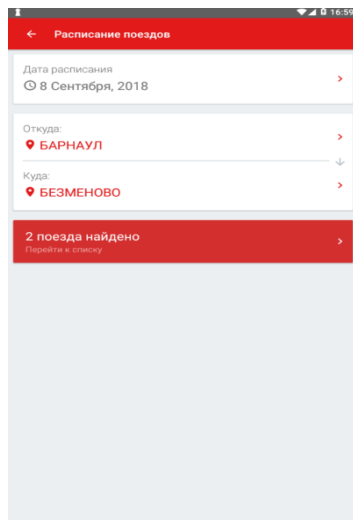 16:59
Расписание поездов
Дата расписания
8 Сентября, 2018
Откуда:
БАРНАУЛ
Куда:
БЕЗМЕНОВО
2 поезда найдено
Перейти к списку